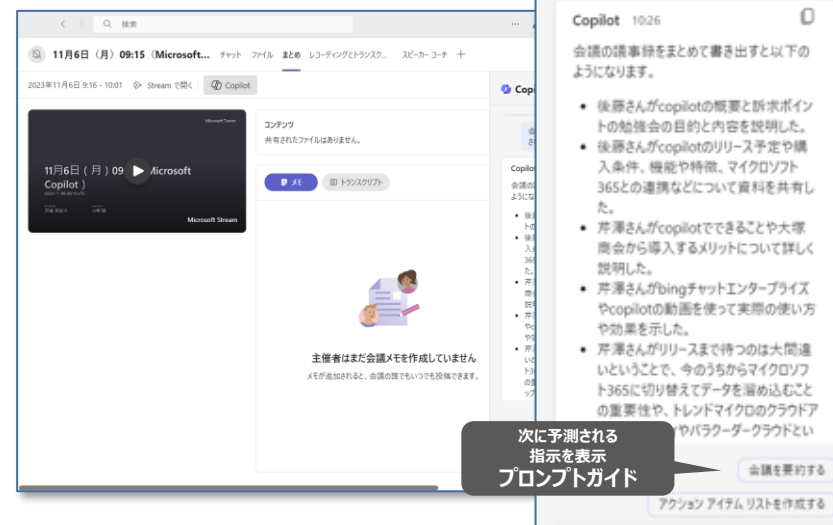 検索
11月6日（月）09:15（Microsoft... チャット ファイル まとめ レコーディングとトランスク... スピーカー コーチ
2023年11月6日 9:16 - 10:01 Stream で開く Copilot
Microsoft Teams
11月6日 ( 月 ) 09 Microsoft
Copilot )
Microsoft Stream
コンテンツ
共有されたファイルはありません。
メモ トランスクリプト
主催者はまだ会議メモを作成していません
メモが追加されると、会議の誰でもいつでも投稿できます。
Copilot 10:26
会議の議事録をまとめて書き出すと以下の
ようになります。
• 後藤さんがcopilotの概要と訴求ポイン
トの勉強会の目的と内容を説明した。
• 後藤さんがcopilotのリリース予定や購
入条件、機能や特徴、マイクロソフト
365との連携などについて資料を共有し
た。
• 芹澤さんがcopilotでできることや大塚
商会から導入するメリットについて詳しく
説明した。
• 芹澤さんがbingチャットエンタープライズ
やcopilotの動画を使って実際の使い方
や効果を示した。
• 芹澤さんがリリースまで待つのは大間違
いということで、今のうちからマイクロソフ
ト365に切り替えてデータを溜め込むこと
の重要性や、トレンドマイクロのクラウドア
やバラクーダークラウドとい
次に予測される
指示を表示
プロンプトガイド
会議を要約する
アクション アイテム リストを作成する